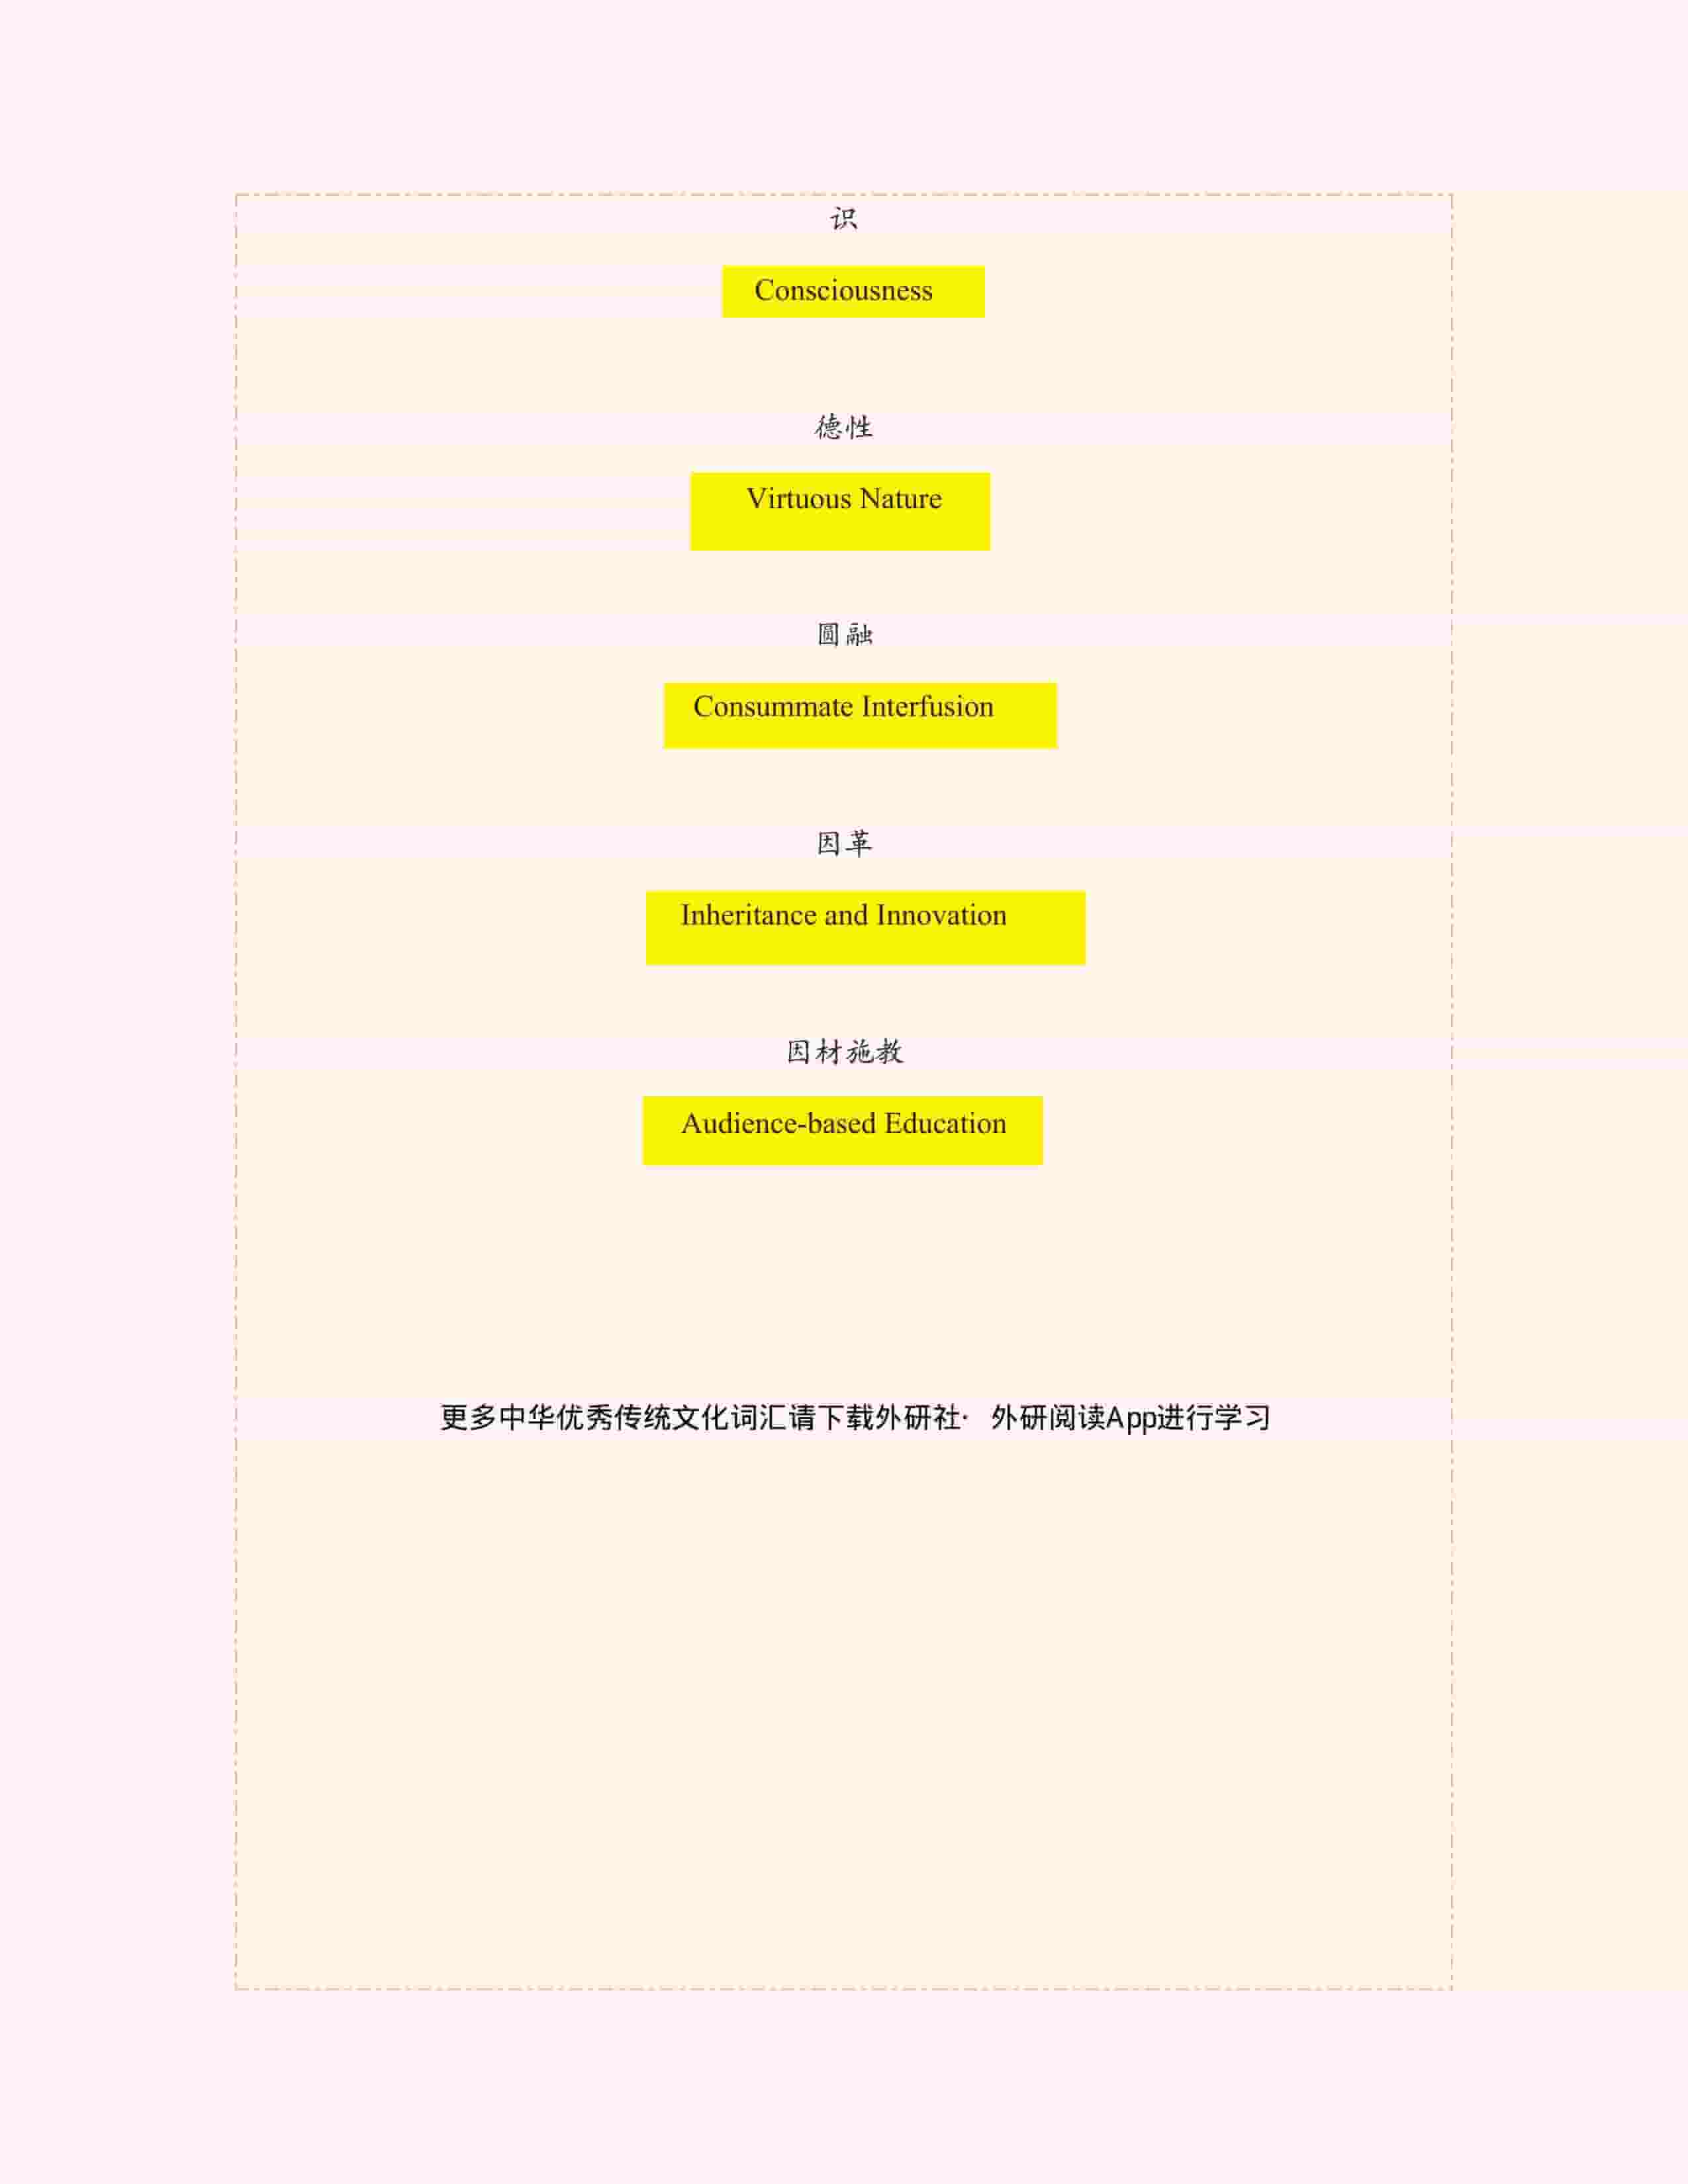 识
Consciousness
德性
Virtuous Nature
圆融
Consummate Interfusion
因革
Inheritance and Innovation
因材施教
Audience-based Education
更多中华优秀传统文化词汇请下载外研社· 外研阅读App进行学习